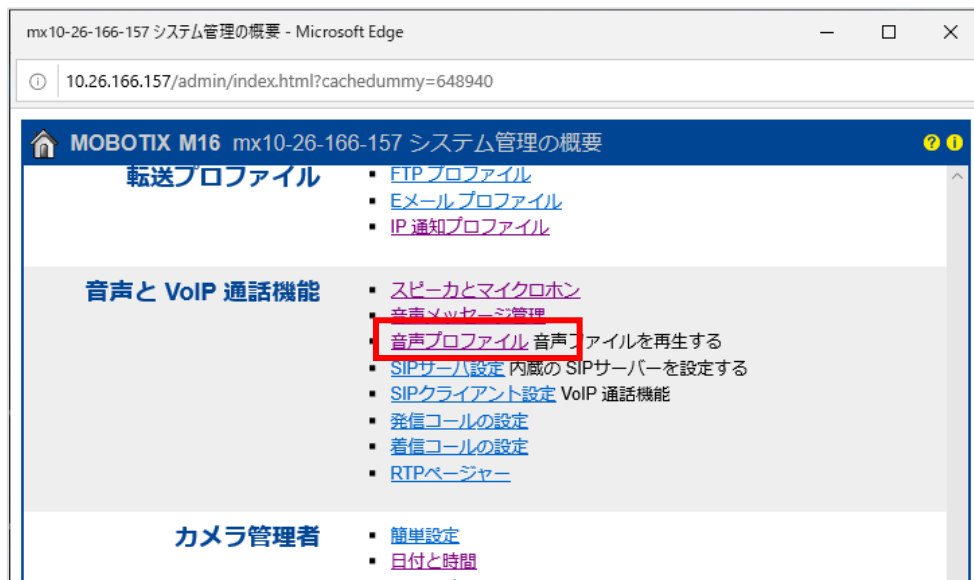 mx10-26-166-157 システム管理の概要 - Microsoft Edge
10.26.166.157/admin/index.html?cachedummy=648940
MOBOTIX M16 mx10-26-166-157 システム管理の概要
転送プロファイル
FTP プロファイル
Eメール プロファイル
IP 通知プロファイル
音声と VoIP 通話機能
スピーカとマイクロホン
音声メッセージ管理
音声プロファイル 音声ファイルを再生する
SIPサーバ設定 内蔵の SIPサーバーを設定する
SIPクライアント設定 VoIP 通話機能
発信コールの設定
着信コールの設定
RTPページャー
カメラ管理者
簡単設定
日付と時間